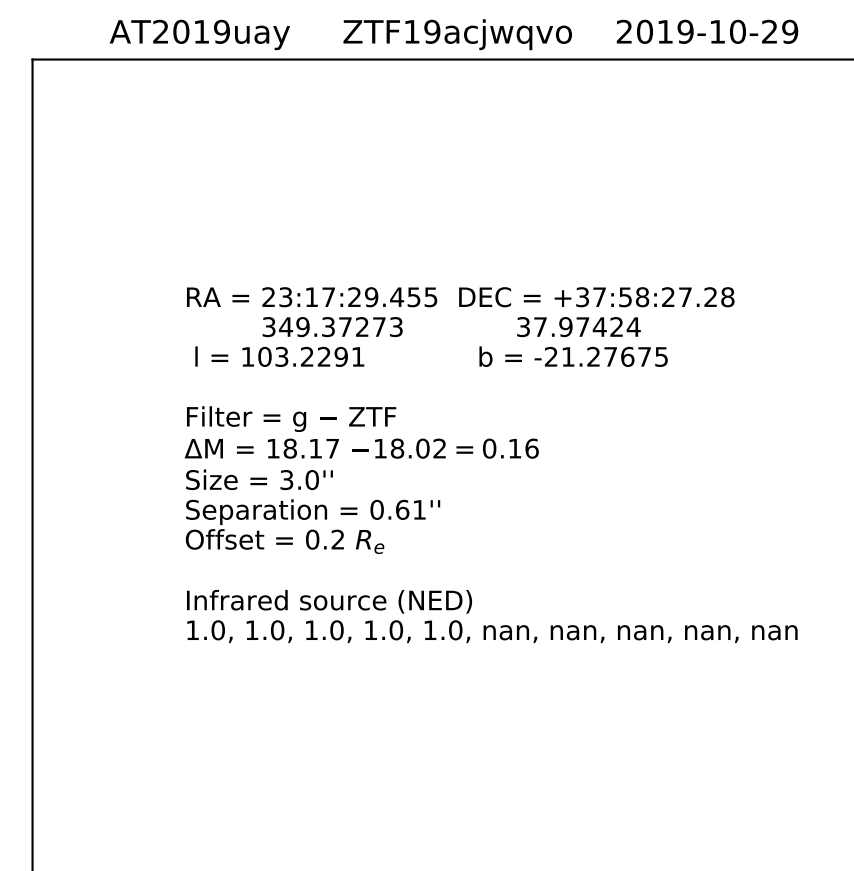 AT2019uay ZTF19acjwqvo 2019-10-29
RA = 23:17:29.455 DEC = +37:58:27.28
349.37273 37.97424
l = 103.2291 b = -21.27675
Filter = g − ZTF
ΔM = 18.17 −18.02 = 0.16
Size = 3.0''
Separation = 0.61''
Offset = 0.2 Re
Infrared source (NED)
1.0, 1.0, 1.0, 1.0, 1.0, nan, nan, nan, nan, nan